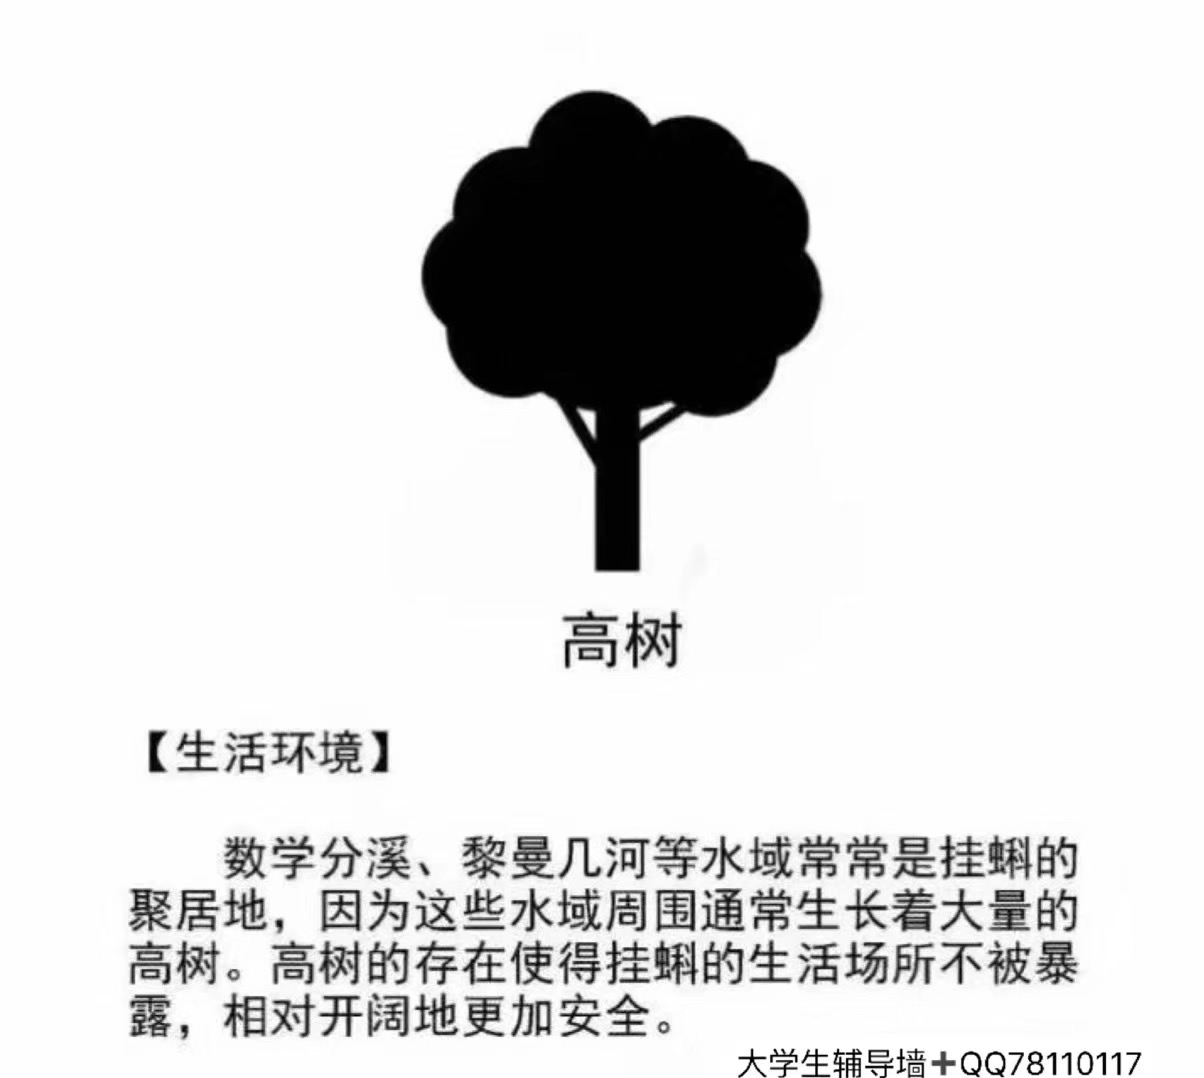 高树
【生活环境】
数学分溪、黎曼几河等水域常常是挂蝌的
聚居地，因为这些水域周围通常生长着大量的
高树。高树的存在使得挂蝌的生活场所不被暴
露，相对开阔地更加安全。
大学生辅导墙➕QQ78110117